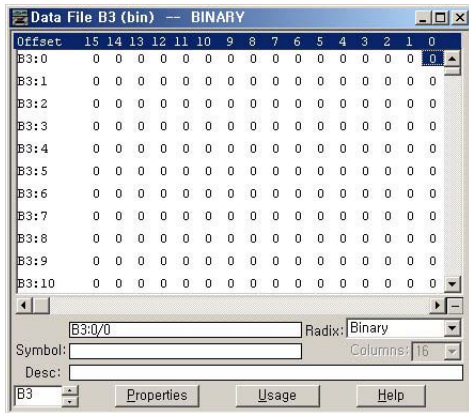 Data File B3 (bin) -- BINARY
Offset 15 14 13 12 11 10 9 8 7 6 5 4 3 2 1 0
B3:0 0 0 0 0 0 0 0 0 0 0 0 0 0 0 0 0
B3:1 0 0 0 0 0 0 0 0 0 0 0 0 0 0 0 0
B3:2 0 0 0 0 0 0 0 0 0 0 0 0 0 0 0 0
B3:3 0 0 0 0 0 0 0 0 0 0 0 0 0 0 0 0
B3:4 0 0 0 0 0 0 0 0 0 0 0 0 0 0 0 0
B3:5 0 0 0 0 0 0 0 0 0 0 0 0 0 0 0 0
B3:6 0 0 0 0 0 0 0 0 0 0 0 0 0 0 0 0
B3:7 0 0 0 0 0 0 0 0 0 0 0 0 0 0 0 0
B3:8 0 0 0 0 0 0 0 0 0 0 0 0 0 0 0 0
B3:9 0 0 0 0 0 0 0 0 0 0 0 0 0 0 0 0
B3:10 0 0 0 0 0 0 0 0 0 0 0 0 0 0 0 0
B3:0/0 Radix: Binary
Symbol: Columns: 16
Desc:
B3 Properties Usage Help